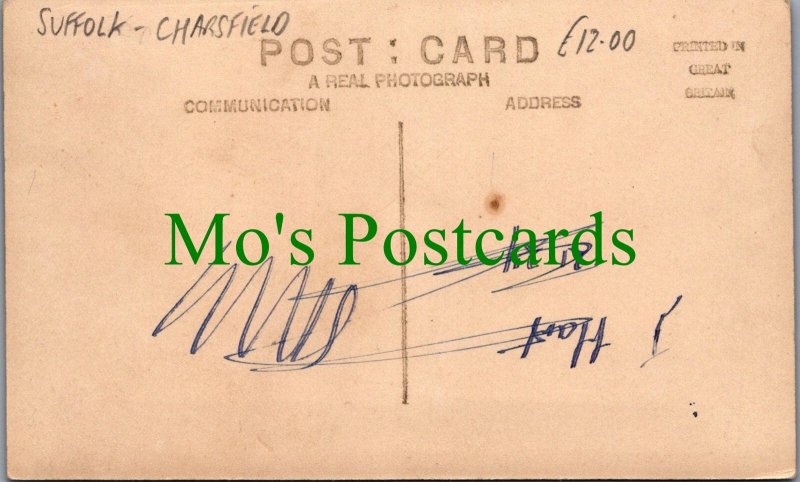 SUFFOLK - CHARSFIELD
POST : CARD £12.00
A REAL PHOTOGRAPH
PRINTED IN
GREAT
BRITAIN
COMMUNICATION ADDRESS
Mo's Postcards